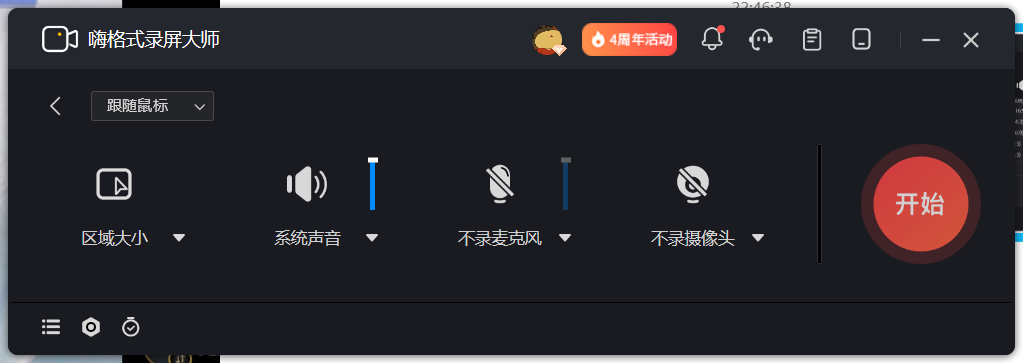 22:46:38
嗨格式录屏大师
4周年活动
跟随鼠标
区域大小
系统声音
不录麦克风
不录摄像头
开始